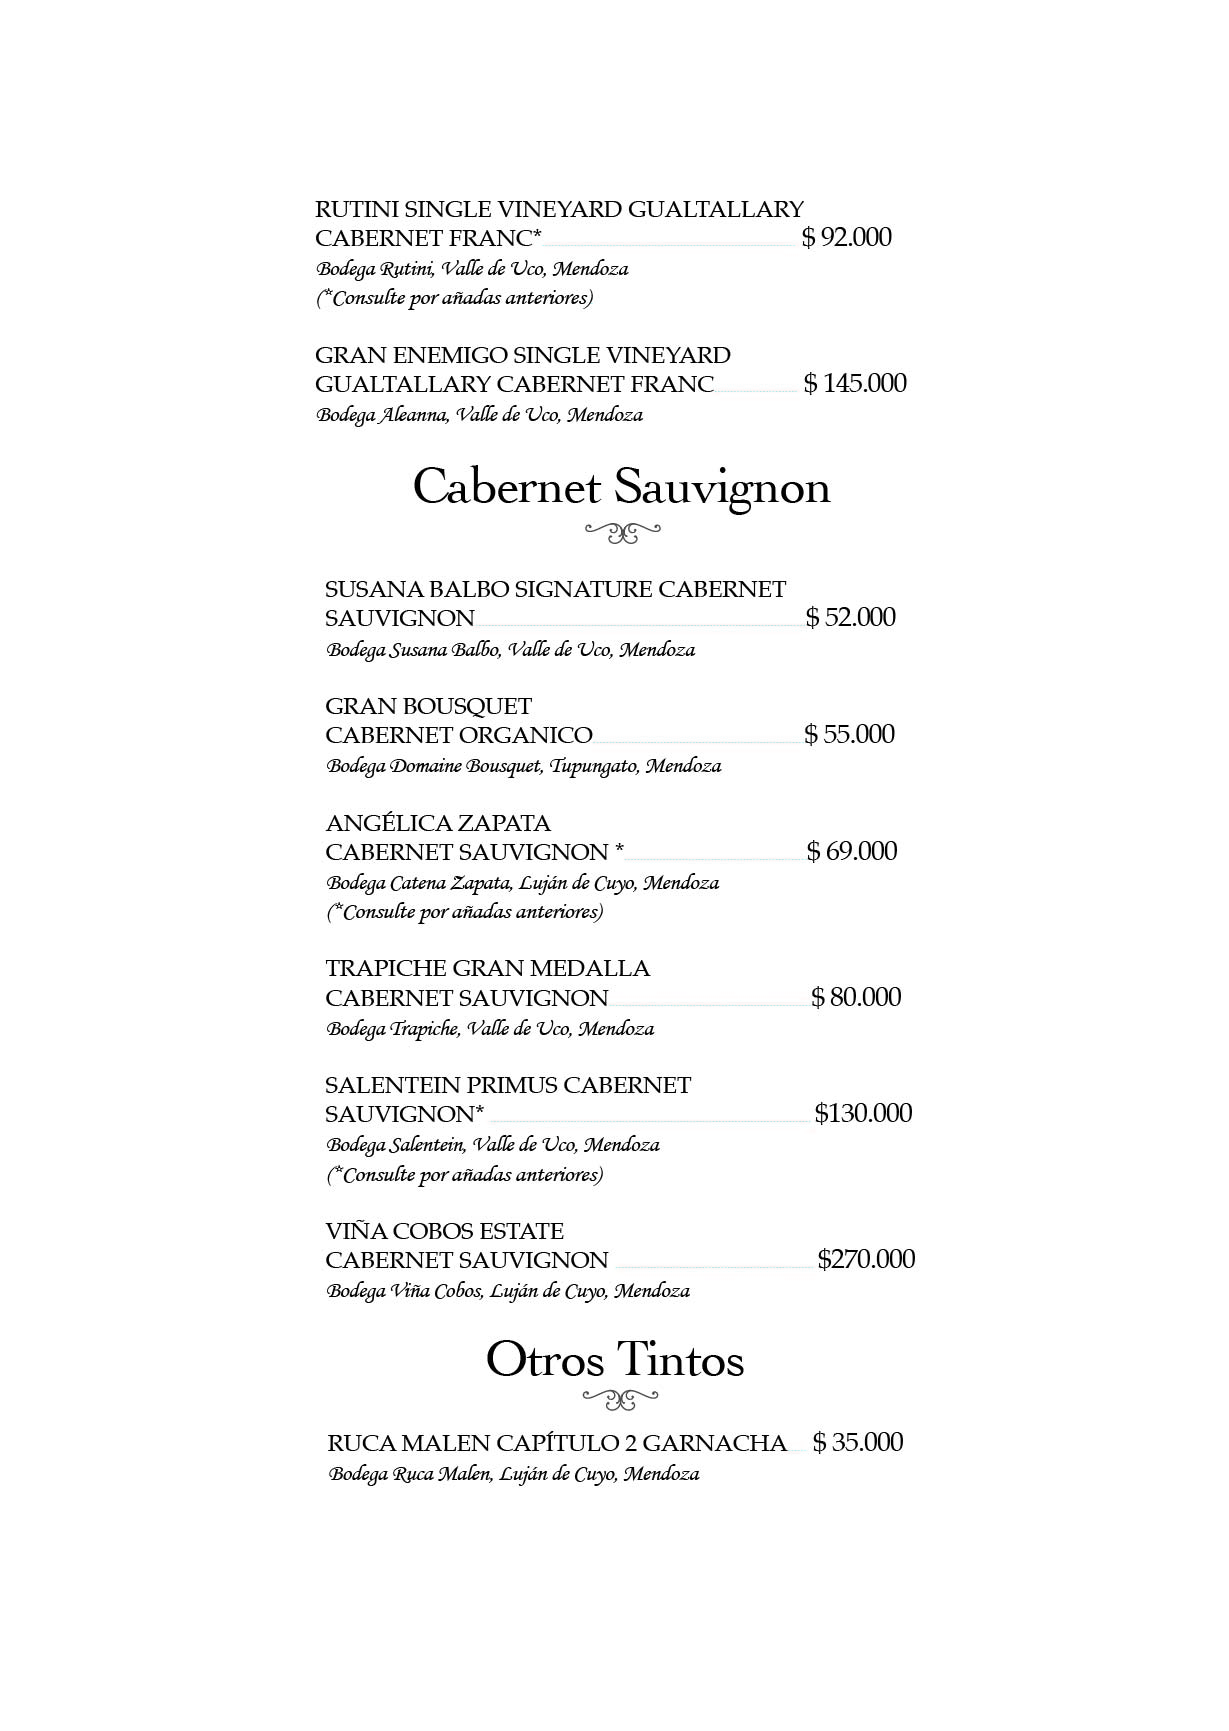 RUTINI SINGLE VINEYARD GUALTALLARY
CABERNET FRANC* $ 92.000
Bodega Rutini, Valle de Uco, Mendoza
(*Consulte por añadas anteriores)
GRAN ENEMIGO SINGLE VINEYARD
GUALTALLARY CABERNET FRANC $ 145.000
Bodega Aleanna, Valle de Uco, Mendoza
Cabernet Sauvignon
SUSANA BALBO SIGNATURE CABERNET
SAUVIGNON $ 52.000
Bodega Susana Balbo, Valle de Uco, Mendoza
GRAN BOUSQUET
CABERNET ORGANICO $ 55.000
Bodega Domaine Bousquet, Tupungato, Mendoza
ANGÉLICA ZAPATA
CABERNET SAUVIGNON * $ 69.000
Bodega Catena Zapata, Luján de Cuyo, Mendoza
(*Consulte por añadas anteriores)
TRAPICHE GRAN MEDALLA
CABERNET SAUVIGNON $ 80.000
Bodega Trapiche, Valle de Uco, Mendoza
SALENTEIN PRIMUS CABERNET
SAUVIGNON* $130.000
Bodega Salentein, Valle de Uco, Mendoza
(*Consulte por añadas anteriores)
VIÑA COBOS ESTATE
CABERNET SAUVIGNON $270.000
Bodega Viña Cobos, Luján de Cuyo, Mendoza
Otros Tintos
RUCA MALEN CAPÍTULO 2 GARNACHA $ 35.000
Bodega Ruca Malen, Luján de Cuyo, Mendoza